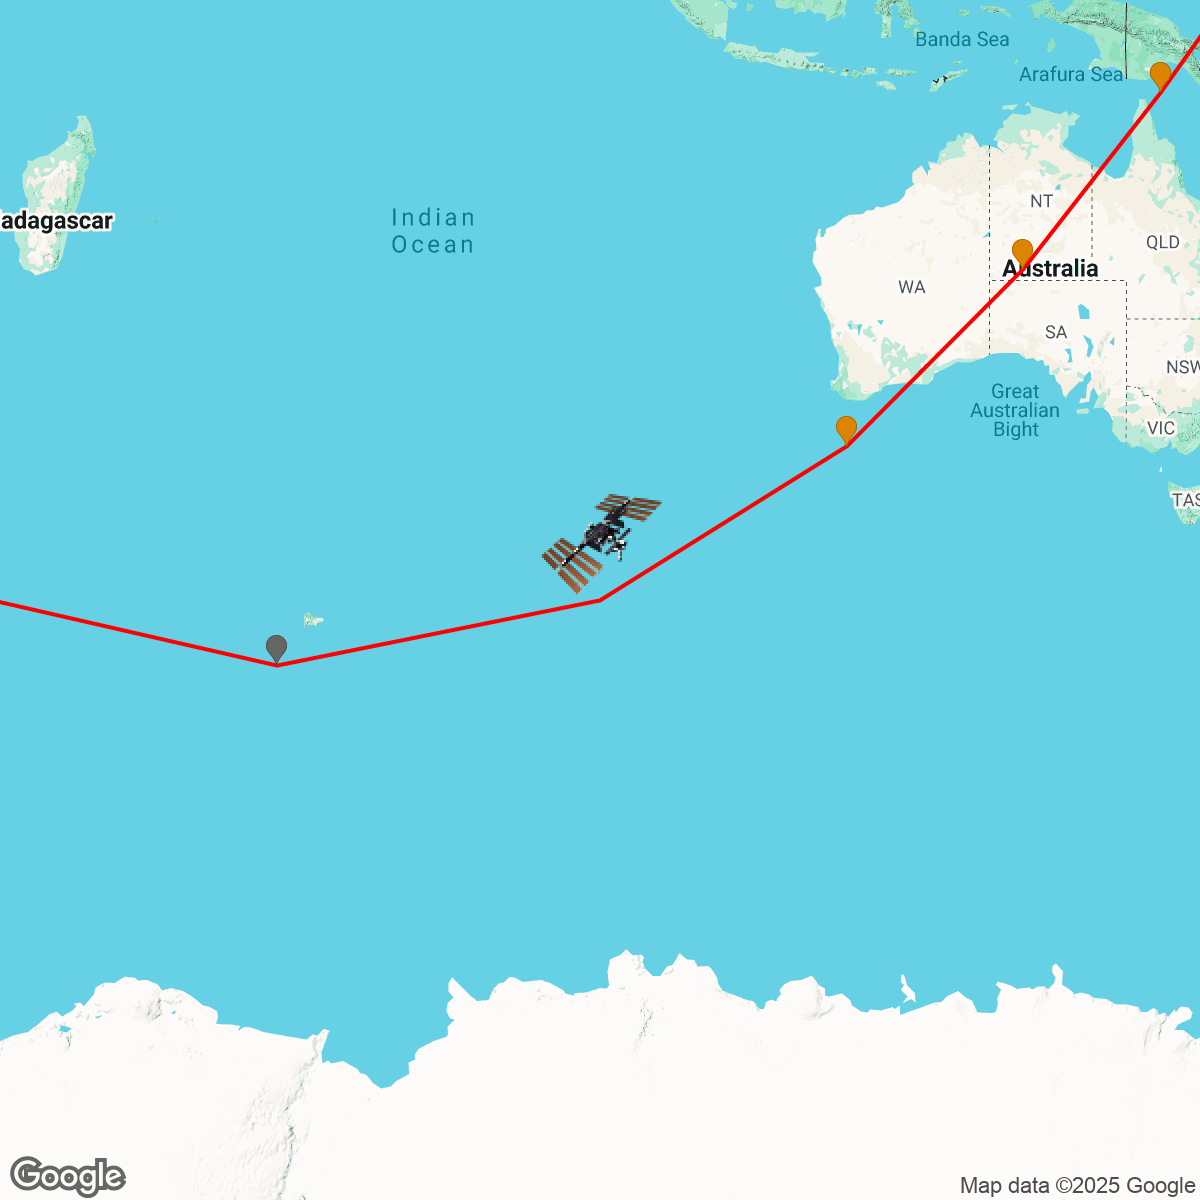 Banda Sea
Arafura Sea
NT
adagascar
Indian
Ocean
QLD
Australia
WA
SA
NSW
Great
Australian
Bight
VIC
TAS
Google
Map data ©2025 Google